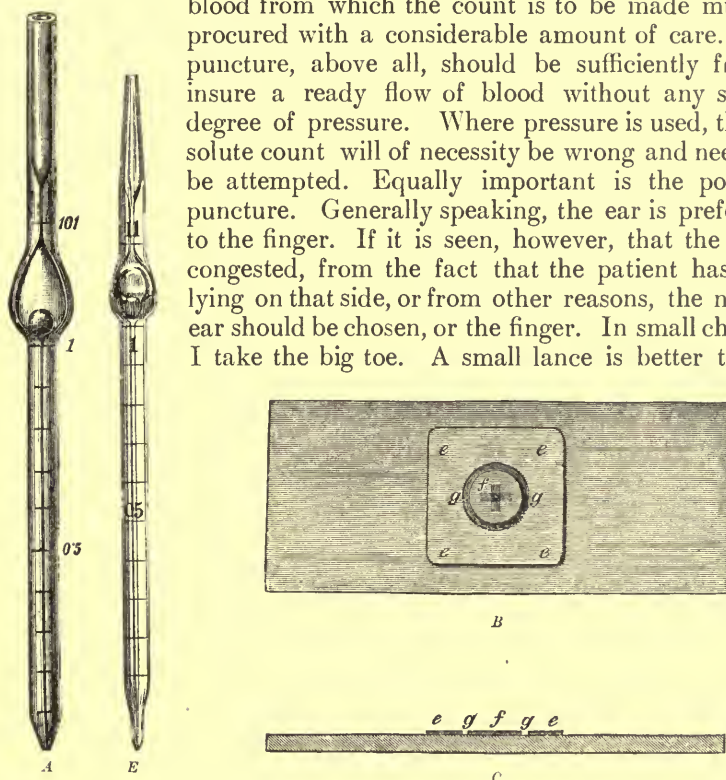 blood from which the count is to be made
procured with a considerable amount of care.
puncture, above all, should be sufficiently
insure a ready flow of blood without any
degree of pressure. Where pressure is used,
solute count will of necessity be wrong and
be attempted. Equally important is the
puncture. Generally speaking, the ear is
to the finger. If it is seen, however, that the
congested, from the fact that the patient has
lying on that side, or from other reasons, the
ear should be chosen, or the finger. In small
I take the big toe. A small lance is better
101
11
1
1
0.5
0.5
A
E
e e
f
g g
e e
B
e g f g e
C